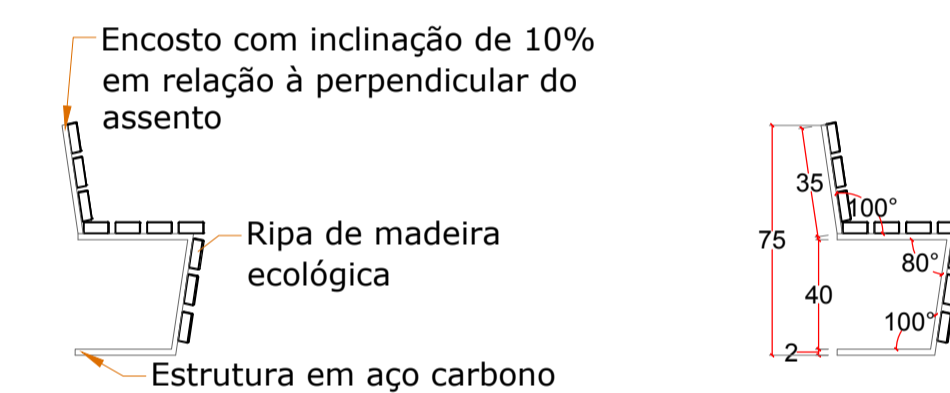 Encosto com inclinação de 10%
em relação à perpendicular do
assento
Ripa de madeira
ecológica
Estrutura em aço carbono
35
100°
75
80°
40
100°
2